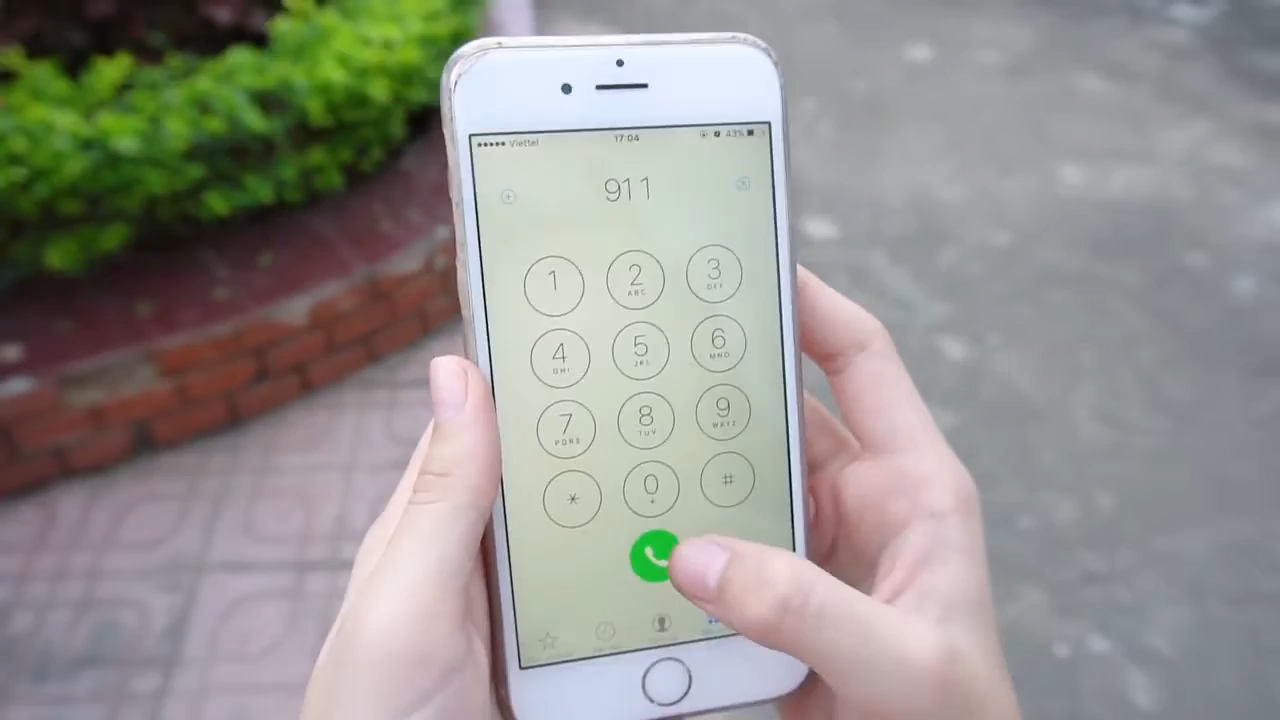 Viettel 17:04 43%
911
1 2 3
ABC DEF
4 5 6
GHI JKL MNO
7 8 9
PQRS TUV WXYZ
* 0 #
+